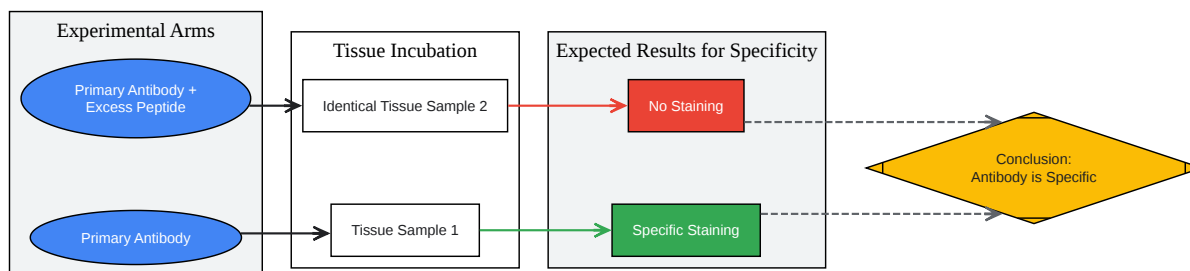 Experimental Arms
Tissue Incubation
Expected Results for Specificity
Primary Antibody +
Excess Peptide
Identical Tissue Sample 2
No Staining
Conclusion:
Antibody is Specific
Primary Antibody
Tissue Sample 1
Specific Staining